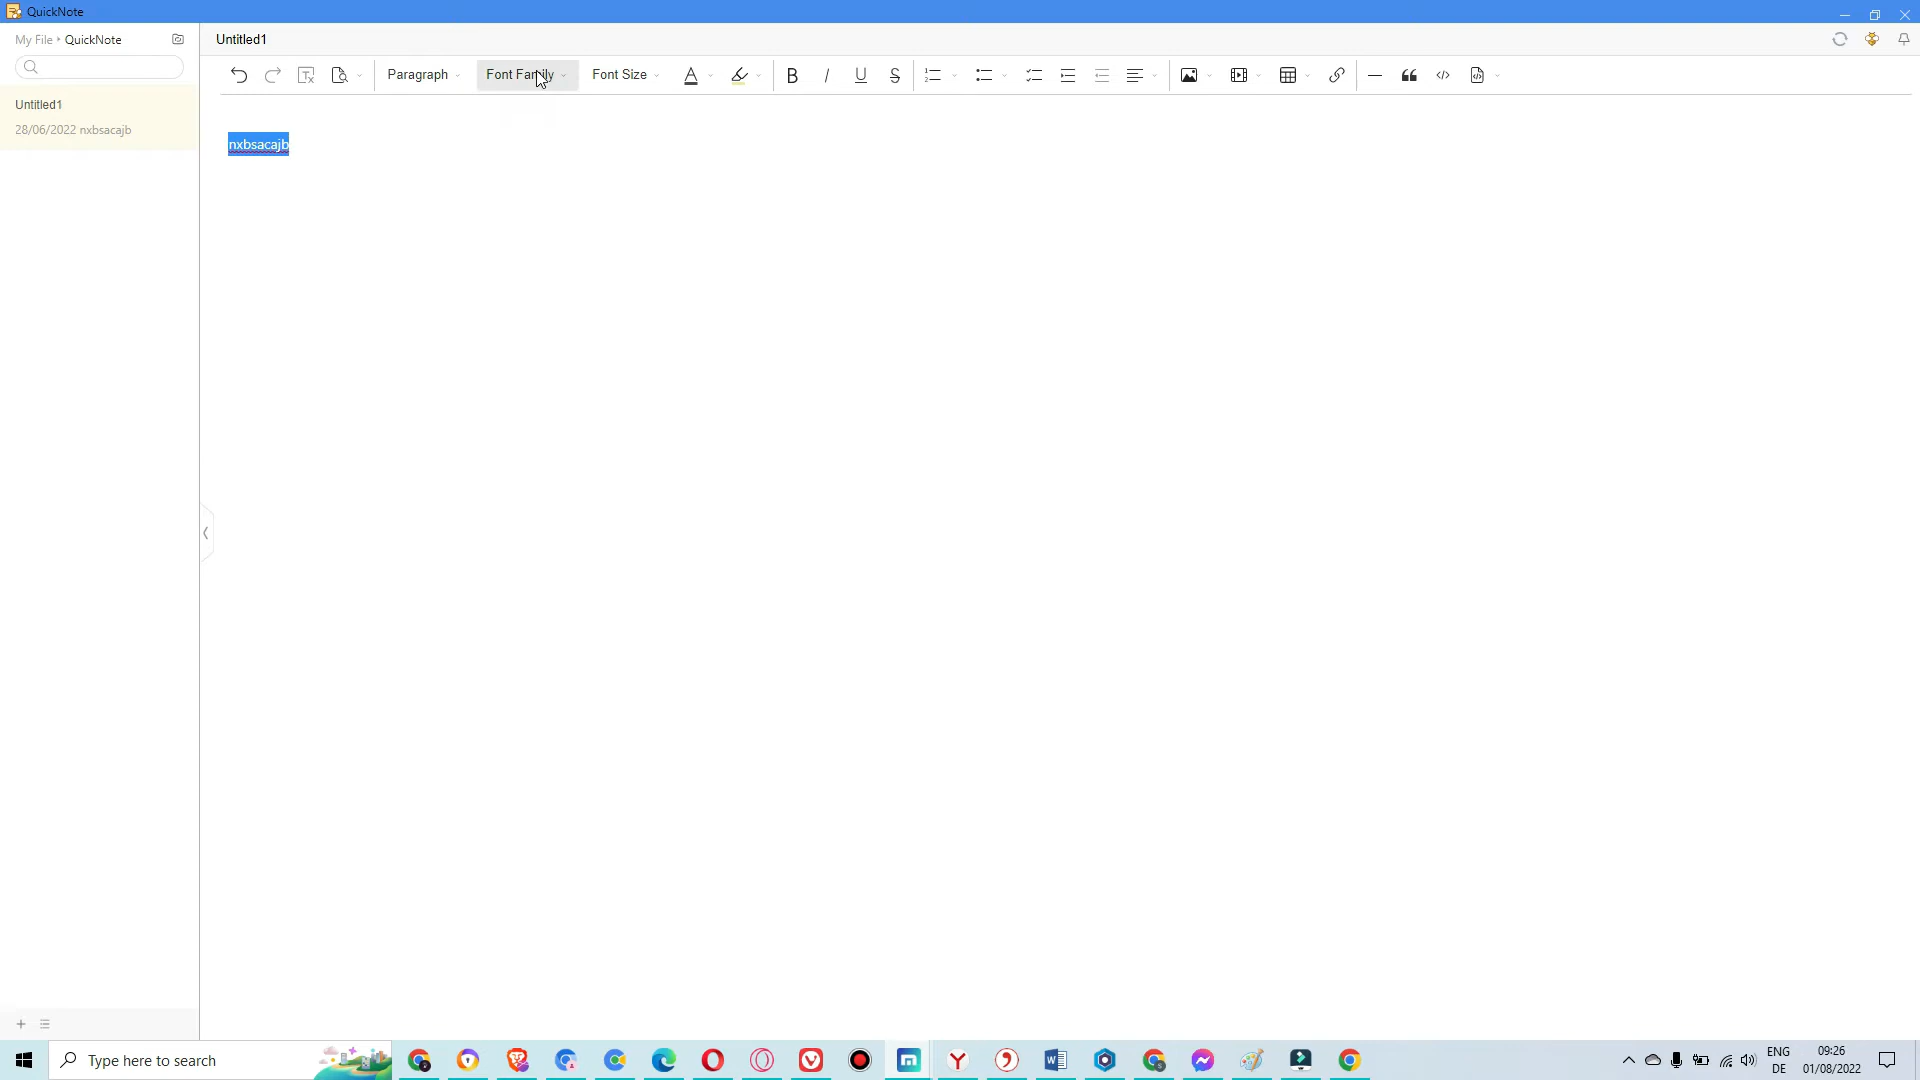 QuickNote
My File QuickNote
Untitled1
Untitled1
28/06/2022 nxbsacajb
Paragraph
Font Family
Font Size
nxbsacajb
Type here to search
ENG
DE
09:26
01/08/2022